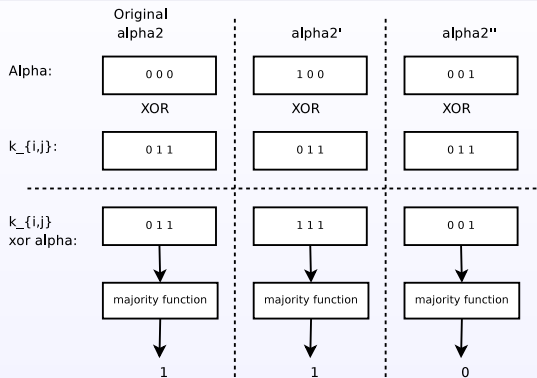 Original
alpha2 alpha2' alpha2''
Alpha: 0 0 0 1 0 0 0 0 1
XOR XOR XOR
k_{i,j}: 0 1 1 0 1 1 0 1 1
k_{i,j}
xor alpha: 0 1 1 1 1 1 0 0 1
majority function majority function majority function
1 1 0